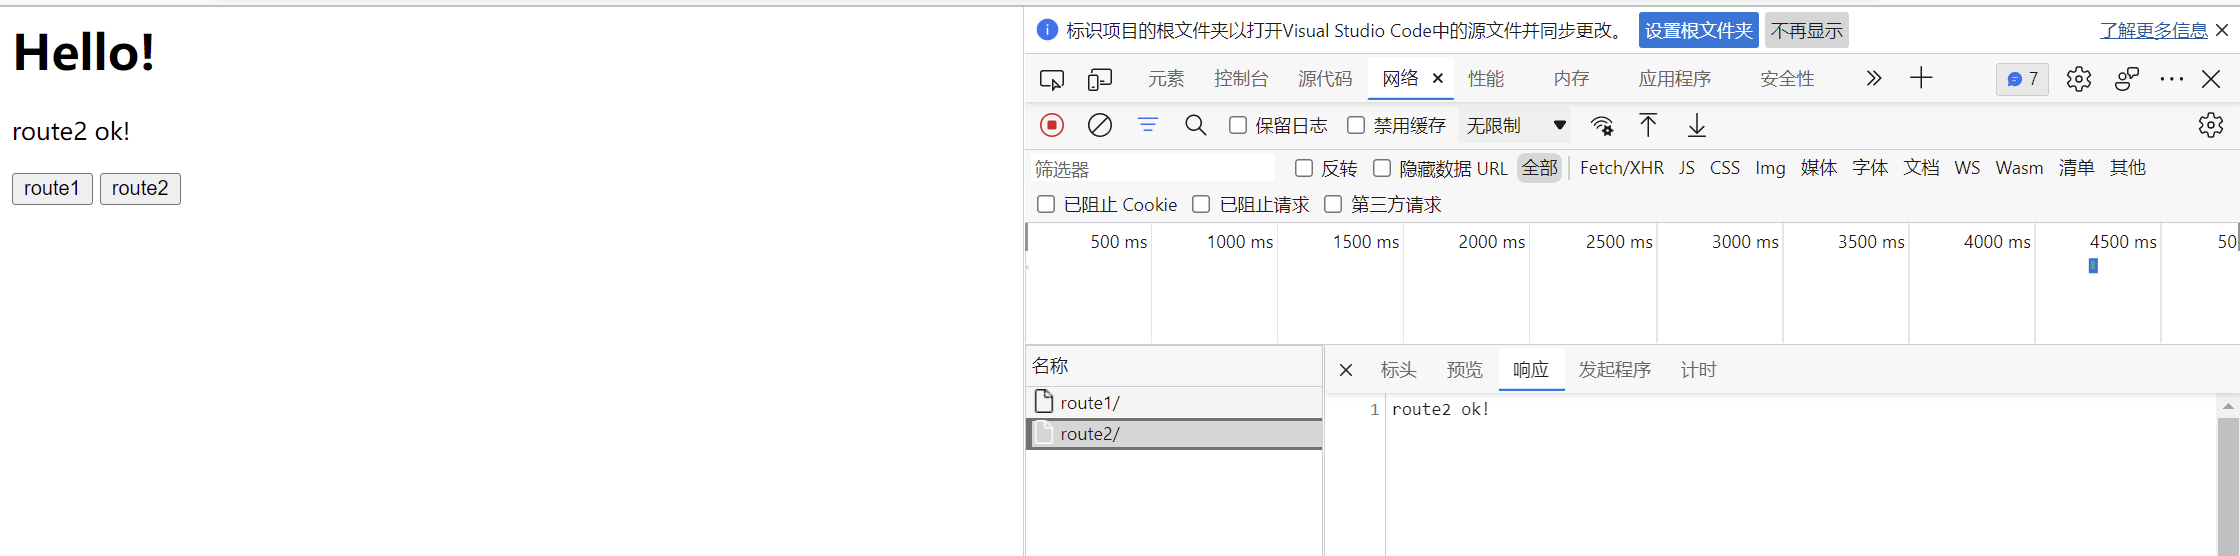 Hello!
route2 ok!
route1 route2
标识项目的根文件夹以打开Visual Studio Code中的源文件并同步更改。 设置根文件夹 不再显示 了解更多信息
元素 控制台 源代码 网络 性能 内存 应用程序 安全性 7
保留日志 禁用缓存 无限制
筛选器 反转 隐藏数据 URL 全部 Fetch/XHR JS CSS Img 媒体 字体 文档 WS Wasm 清单 其他
已阻止 Cookie 已阻止请求 第三方请求
500 ms 1000 ms 1500 ms 2000 ms 2500 ms 3000 ms 3500 ms 4000 ms 4500 ms 50
名称 标头 预览 响应 发起程序 计时
route1/
route2/
1 route2 ok!